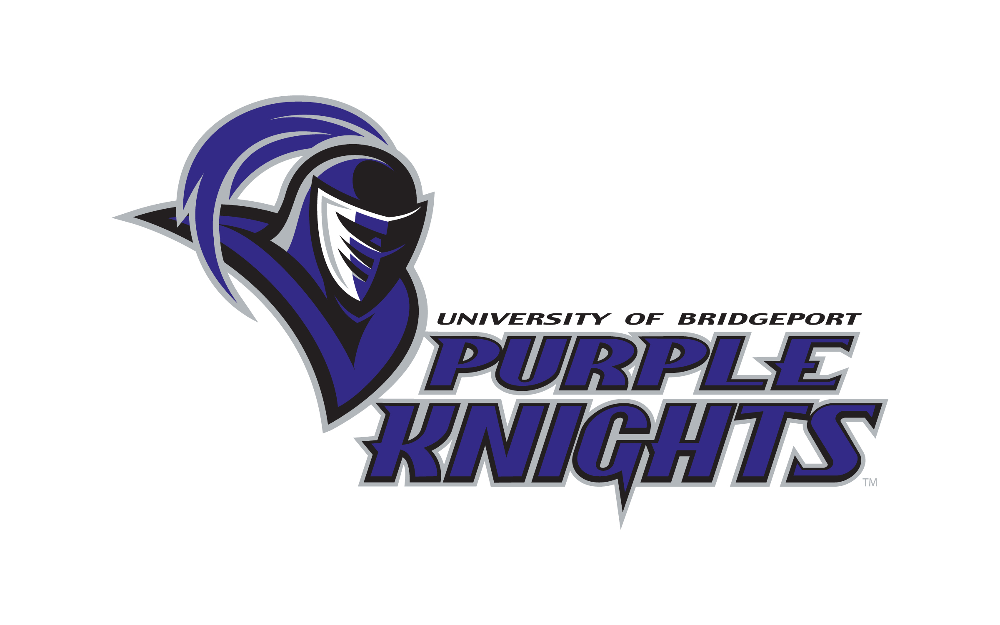 UNIVERSITY OF BRIDGEPORT
PURPLE
KNIGHTS
TM